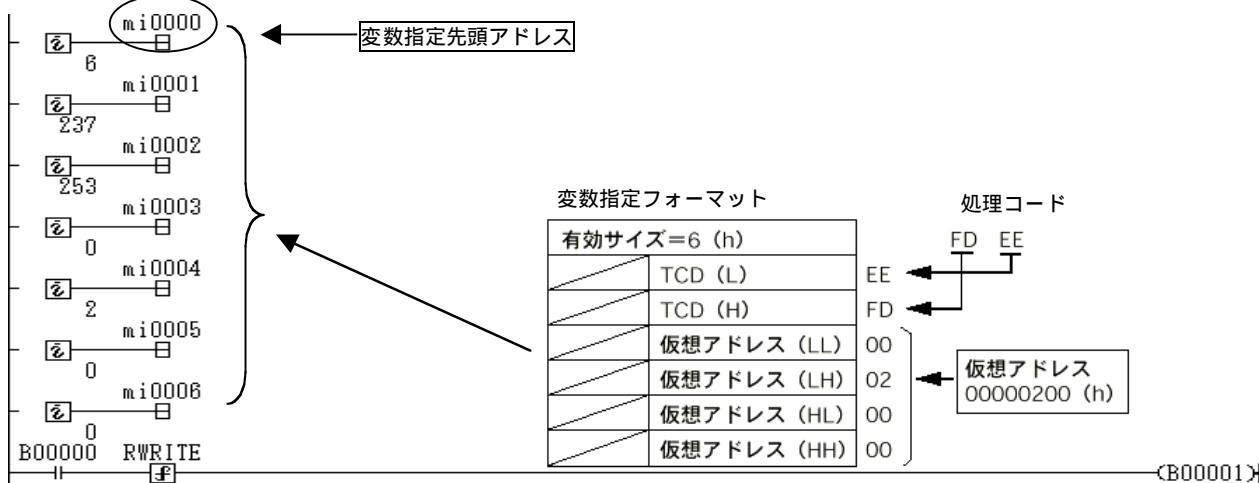 mi0000
変数指定先頭アドレス
6
mi0001
237
mi0002
253
mi0003
0
mi0004
2
mi0005
0
mi0006
0
B00000 RWRITE
(B00001)
変数指定フォーマット
処理コード
有効サイズ=6 (h)
FD EE
TCD (L) EE
TCD (H) FD
仮想アドレス (LL) 00
仮想アドレス (LH) 02
仮想アドレス (HL) 00
仮想アドレス (HH) 00
仮想アドレス
00000200 (h)